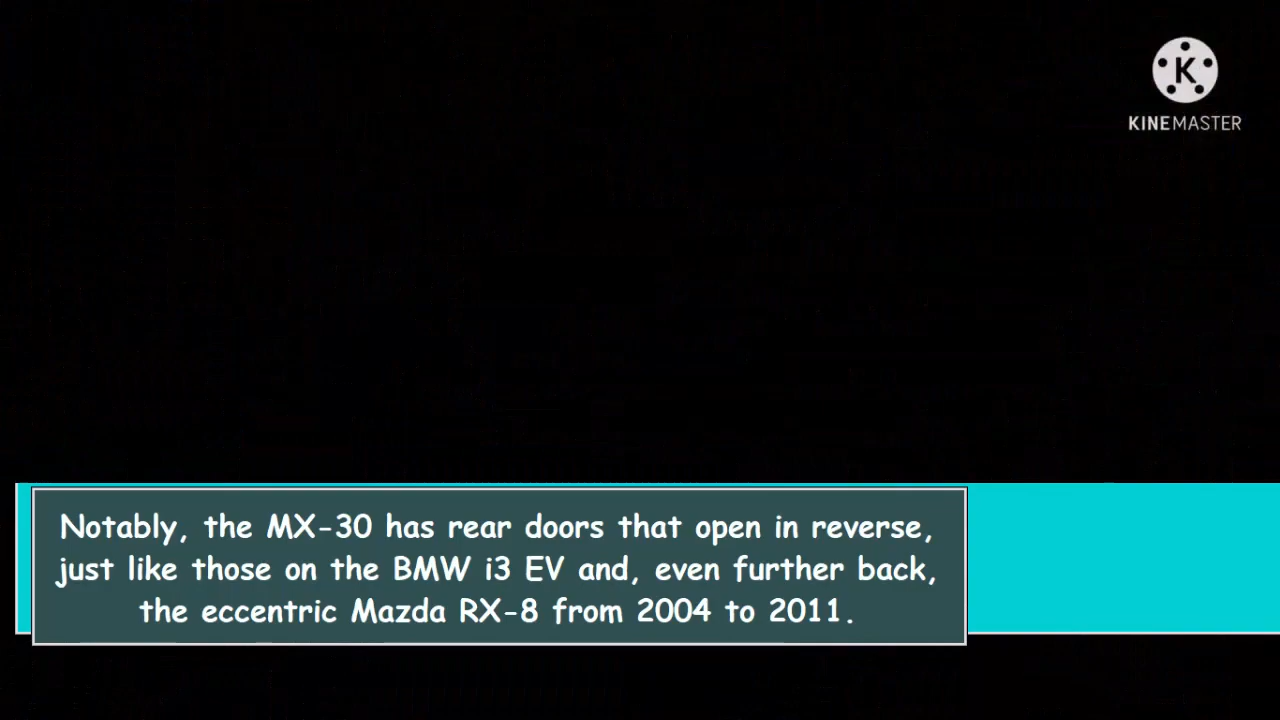 K
KINEMASTER
Notably, the MX-30 has rear doors that open in reverse,
just like those on the BMW i3 EV and, even further back,
the eccentric Mazda RX-8 from 2004 to 2011.